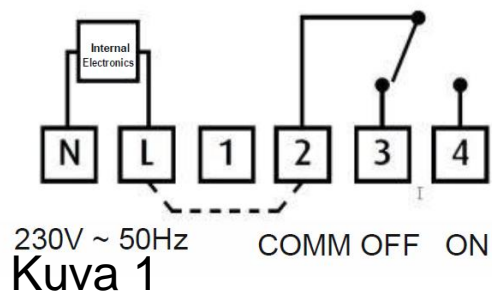 Internal
Electronics
N L 1 2 3 4
230V ~ 50Hz COMM OFF ON
Kuva 1